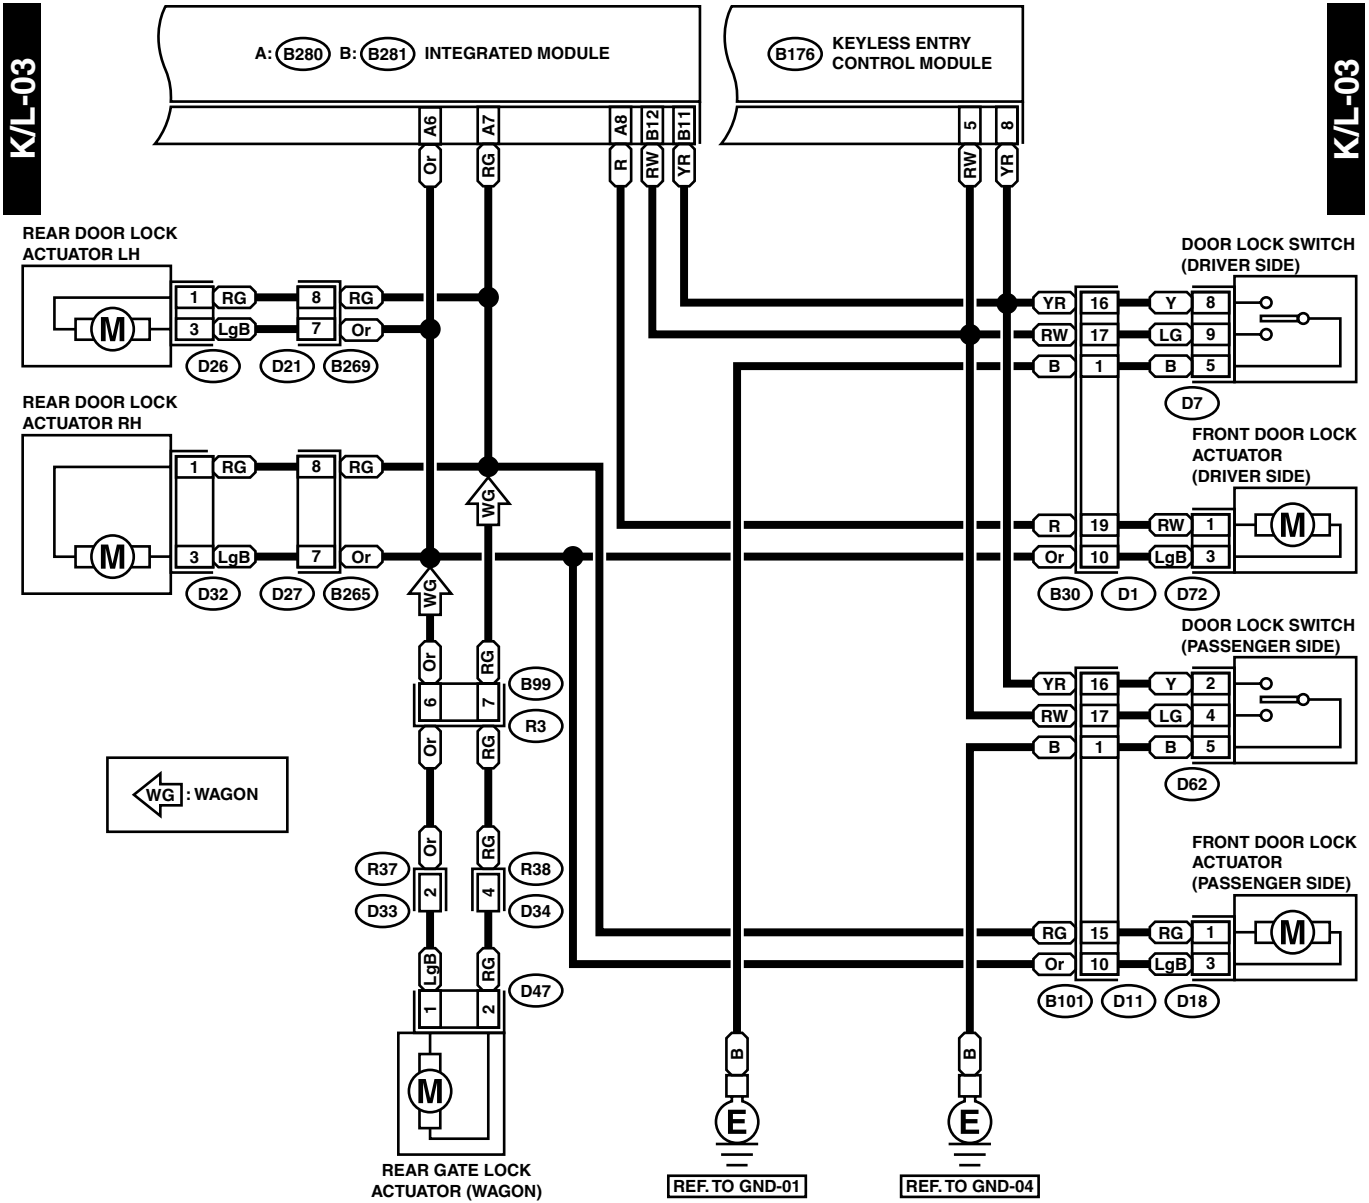 K/L-03
A: B280 B: B281 INTEGRATED MODULE
B176
KEYLESS ENTRY
CONTROL MODULE
K/L-03
A6 A7 A8 B12 B11 5 8
Or RG R RW YR RW YR
REAR DOOR LOCK
ACTUATOR LH
M
1 RG 8 RG
3 LgB 7 Or
D26 D21 B269
REAR DOOR LOCK
ACTUATOR RH
M
1 RG 8 RG
3 LgB 7 Or
D32 D27 B265
WG
WG
Or RG
6 7
B99
R3
Or RG
WG : WAGON
Or RG
R37 2 4 R38
D33 D34
LgB RG
D47
1 2
M
REAR GATE LOCK
ACTUATOR (WAGON)
DOOR LOCK SWITCH
(DRIVER SIDE)
YR 16 Y 8
RW 17 LG 9
B 1 B 5
D7
FRONT DOOR LOCK
ACTUATOR
(DRIVER SIDE)
R 19 RW 1
M
Or 10 LgB 3
B30 D1 D72
DOOR LOCK SWITCH
(PASSENGER SIDE)
YR 16 Y 2
RW 17 LG 4
B 1 B 5
D62
FRONT DOOR LOCK
ACTUATOR
(PASSENGER SIDE)
RG 15 RG 1
M
Or 10 LgB 3
B101 D11 D18
B B
E E
REF. TO GND-01
REF. TO GND-04